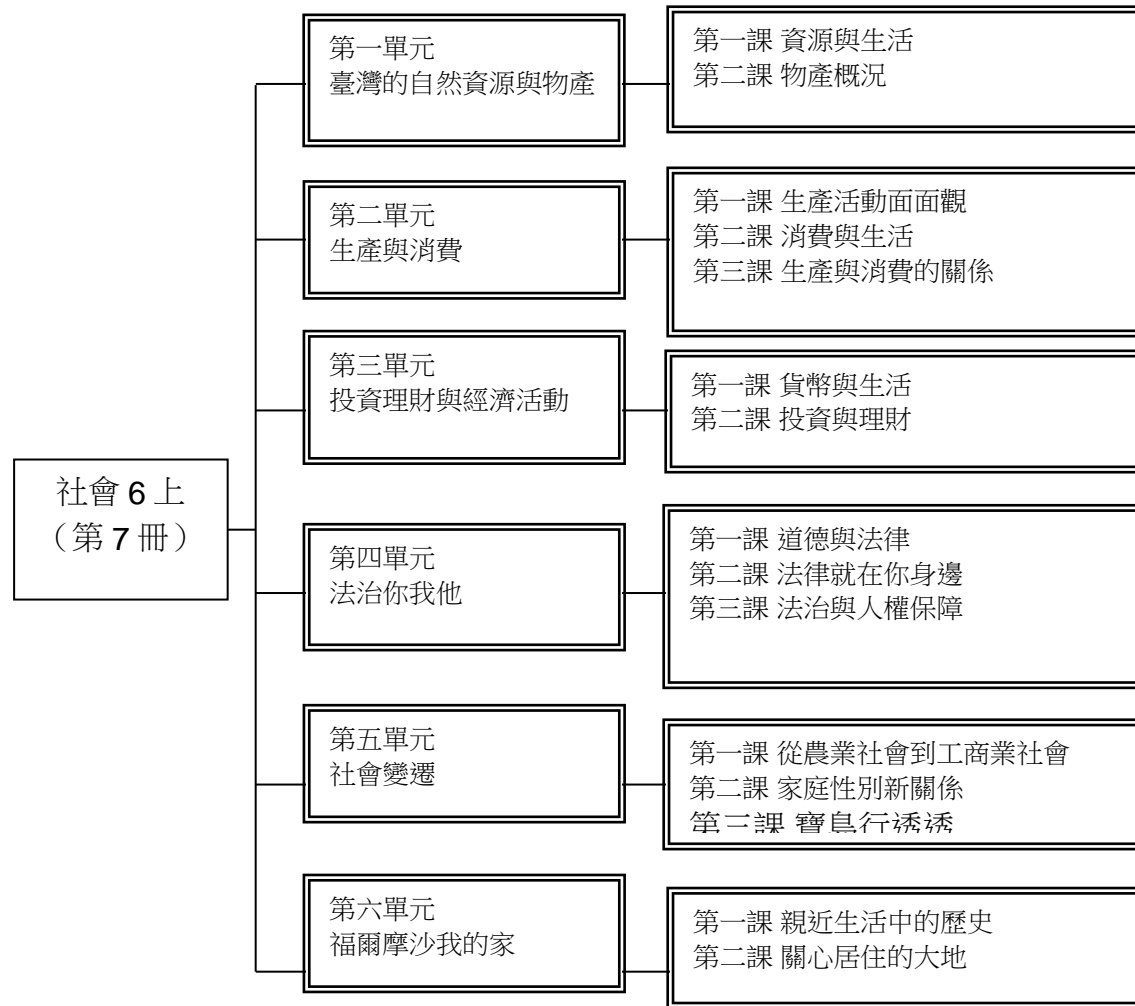 第一單元
臺灣的自然資源與物產
第一課 資源與生活
第二課 物產概況
第二單元
生產與消費
第一課 生產活動面面觀
第二課 消費與生活
第三課 生產與消費的關係
第三單元
投資理財與經濟活動
第一課 貨幣與生活
第二課 投資與理財
社會 6 上
（第 7 冊）
第四單元
法治你我他
第一課 道德與法律
第二課 法律就在你身邊
第三課 法治與人權保障
第五單元
社會變遷
第一課 從農業社會到工商業社會
第二課 家庭性別新關係
第三課 寶島行透透
第六單元
福爾摩沙我的家
第一課 親近生活中的歷史
第二課 關心居住的大地